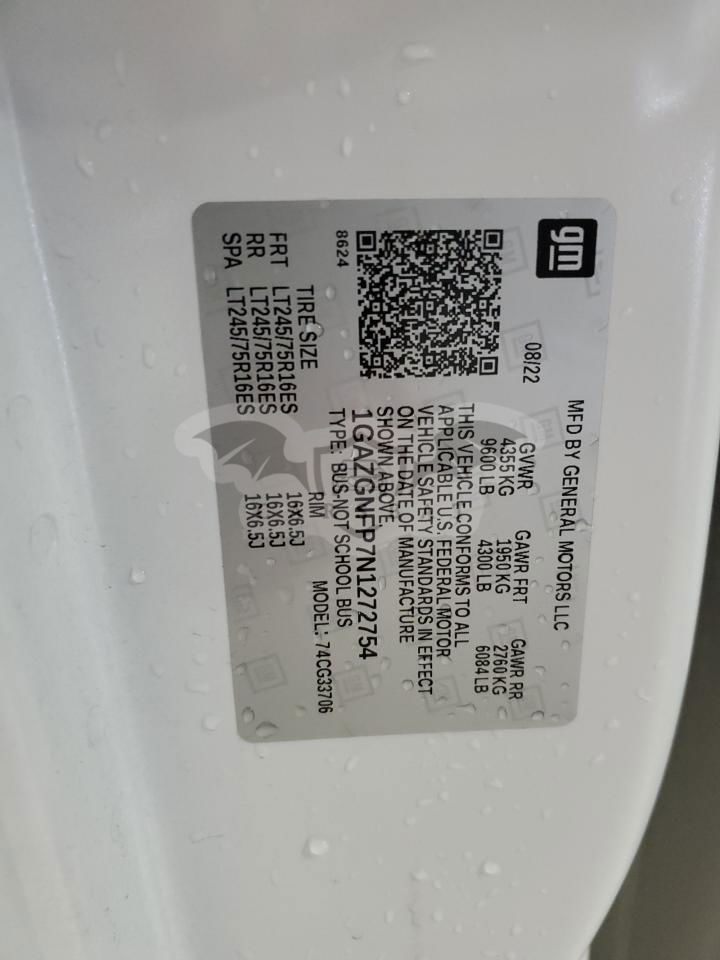 gm
MFD BY GENERAL MOTORS LLC
08/22
GVWR GAWR FRT GAWR RR
4355 KG 1950 KG 2760 KG
9600 LB 4300 LB 6084 LB
THIS VEHICLE CONFORMS TO ALL
APPLICABLE U.S. FEDERAL MOTOR
VEHICLE SAFETY STANDARDS IN EFFECT
ON THE DATE OF MANUFACTURE
SHOWN ABOVE.
1GAZGNFP7N1272754
TYPE: BUS-NOT SCHOOL BUS
8624
MODEL: 74CG33706
TIRE SIZE RIM
FRT LT245/75R16ES 16X6.5J
RR LT245/75R16ES 16X6.5J
SPA LT245/75R16ES 16X6.5J